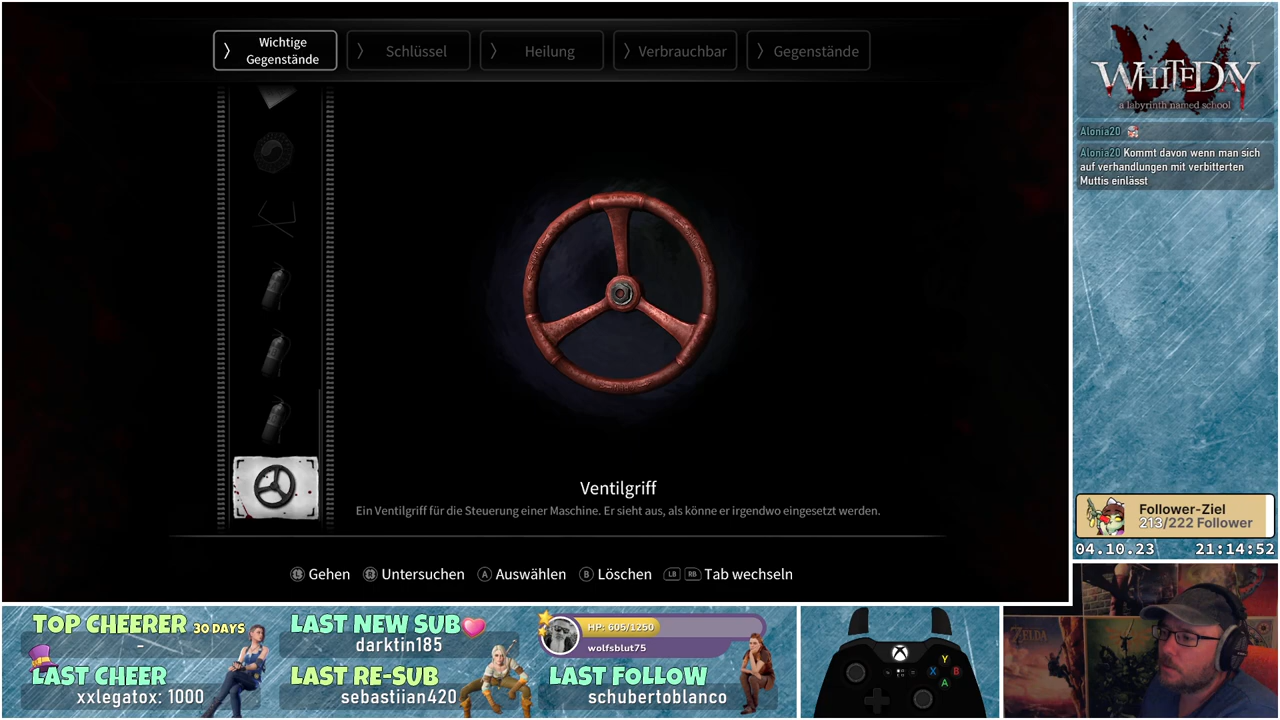 Wichtige
Gegenstände
Schlüssel
Heilung
Verbrauchbar
Gegenstände
Ventilgriff
Ein Ventilgriff für die Steuerung einer Maschine. Er sieht aus, als könne er irgendwo eingesetzt werden.
Gehen
Untersuchen
A Auswählen
B Löschen
LB RB Tab wechseln
WHITEDAY
a labyrinth named school
Alonia20
Alonia20 Kommt davon wenn man sich
auf verhandlungen mit verbitterten
Muttis einlässt
Follower-Ziel
213/222 Follower
04.10.23 21:14:52
TOP CHEERER 30 DAYS
-
LAST CHEER
xxlegatox: 1000
LAST NEW SUB
darktin185
LAST RE-SUB
sebastiian420
HP: 605/1250
wolfsblut75
LAST FOLLOW
schubertoblanco
Y
X B
A
ZELDA